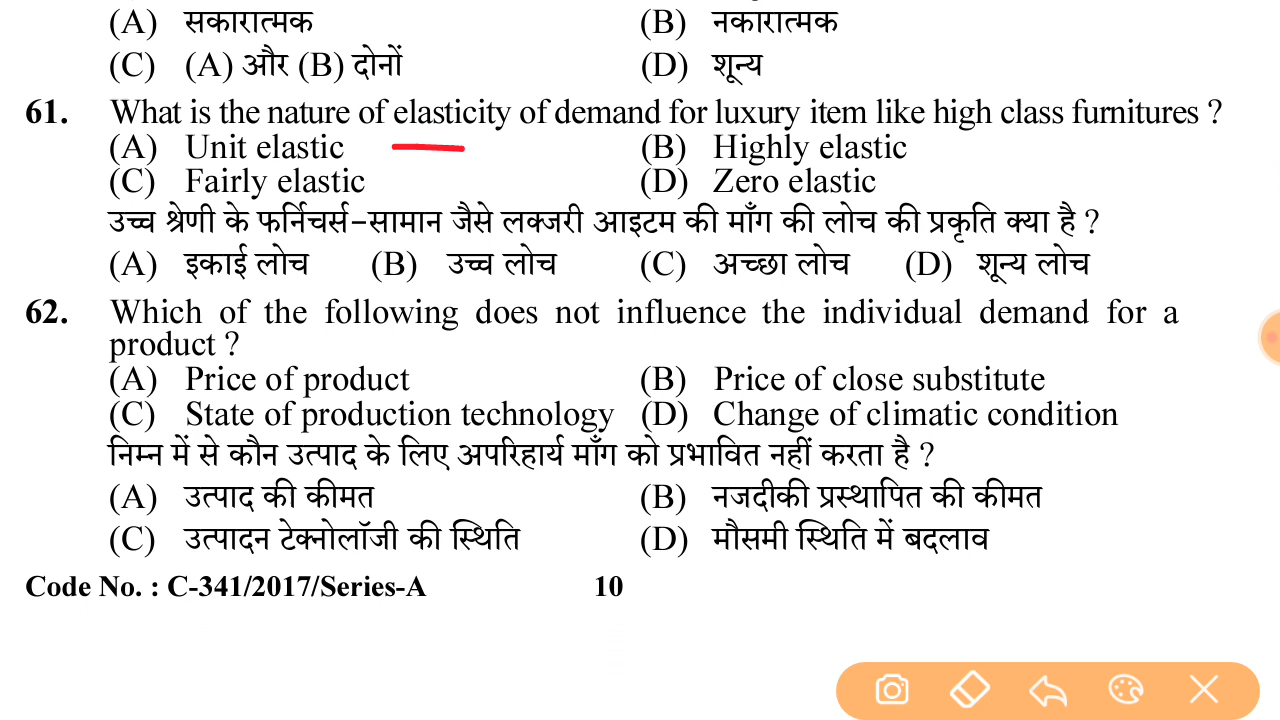 (A) सकारात्मक (B) नकारात्मक
(C) (A) और (B) दोनों (D) शून्य
61. What is the nature of elasticity of demand for luxury item like high class furnitures ?
(A) Unit elastic (B) Highly elastic
(C) Fairly elastic (D) Zero elastic
उच्च श्रेणी के फर्निचर्स-सामान जैसे लक्जरी आइटम की माँग की लोच की प्रकृति क्या है ?
(A) इकाई लोच (B) उच्च लोच (C) अच्छा लोच (D) शून्य लोच
62. Which of the following does not influence the individual demand for a
product ?
(A) Price of product (B) Price of close substitute
(C) State of production technology (D) Change of climatic condition
निम्न में से कौन उत्पाद के लिए अपरिहार्य माँग को प्रभावित नहीं करता है ?
(A) उत्पाद की कीमत (B) नजदीकी प्रस्थापित की कीमत
(C) उत्पादन टेक्नोलॉजी की स्थिति (D) मौसमी स्थिति में बदलाव
Code No. : C-341/2017/Series-A 10